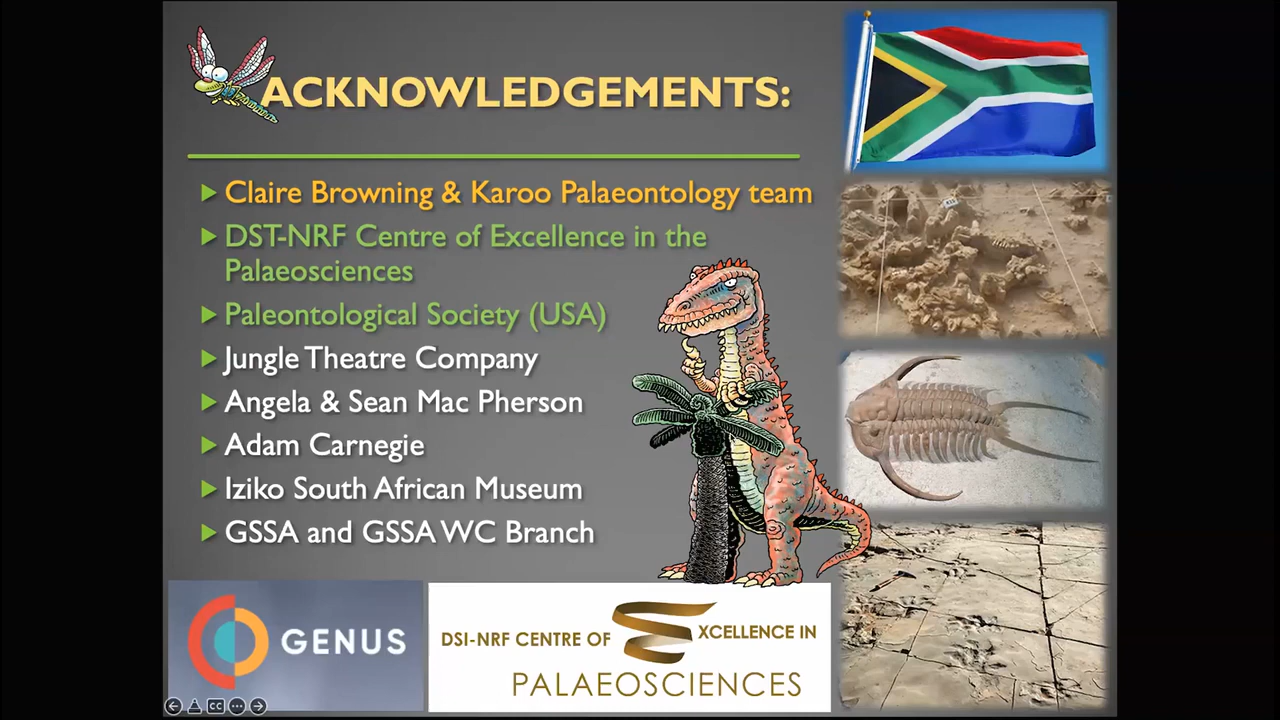 ACKNOWLEDGEMENTS:
Claire Browning & Karoo Palaeontology team
DST-NRF Centre of Excellence in the
Palaeosciences
Paleontological Society (USA)
Jungle Theatre Company
Angela & Sean Mac Pherson
Adam Carnegie
Iziko South African Museum
GSSA and GSSA WC Branch
GENUS
DSI-NRF CENTRE OF EXCELLENCE IN
PALAEOSCIENCES
CC